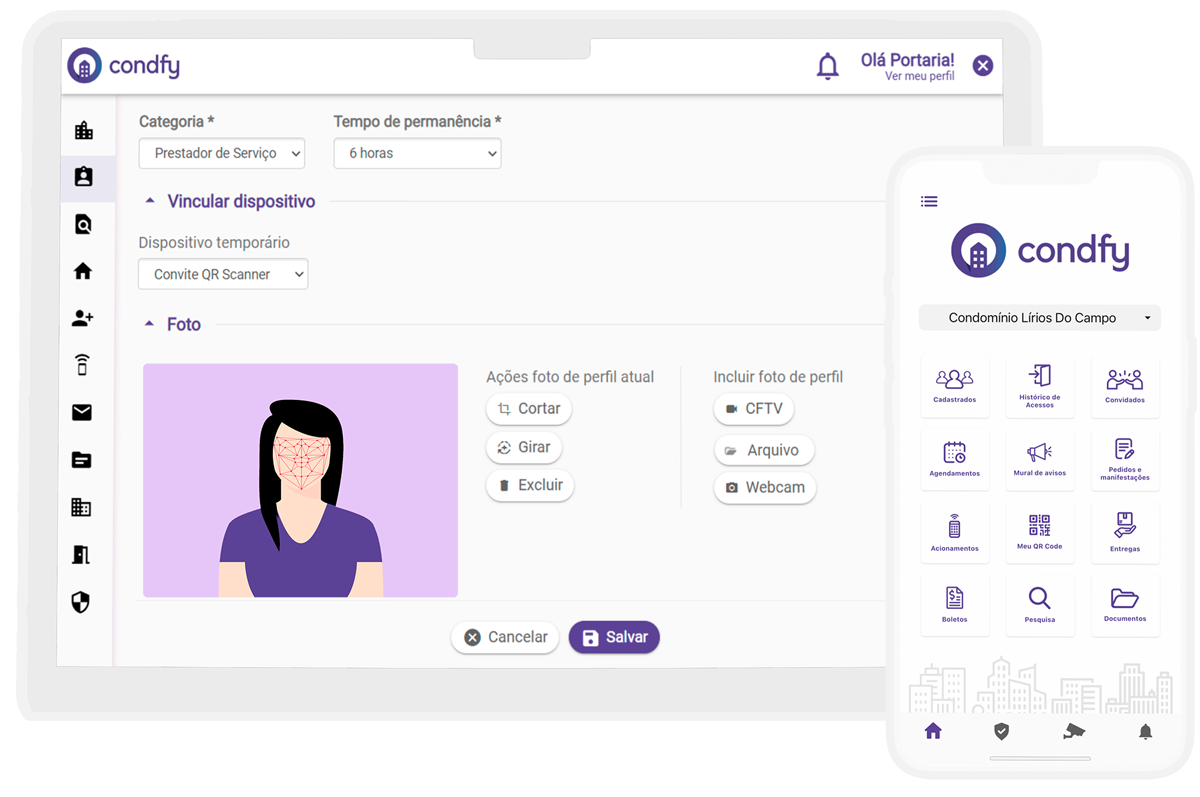 condfy
Olá Portaria!
Ver meu perfil
Categoria *
Tempo de permanência *
Prestador de Serviço
6 horas
Vincular dispositivo
Dispositivo temporário
Convite QR Scanner
Foto
Ações foto de perfil atual
Incluir foto de perfil
Cortar
CFTV
Girar
Arquivo
Excluir
Webcam
Cancelar
Salvar
condfy
Condomínio Lírios Do Campo
Cadastrados
Histórico de
Acessos
Convidados
Agendamentos
Mural de avisos
Pedidos e
manifestações
Acionamentos
Meu QR Code
Entregas
Boletos
Pesquisa
Documentos